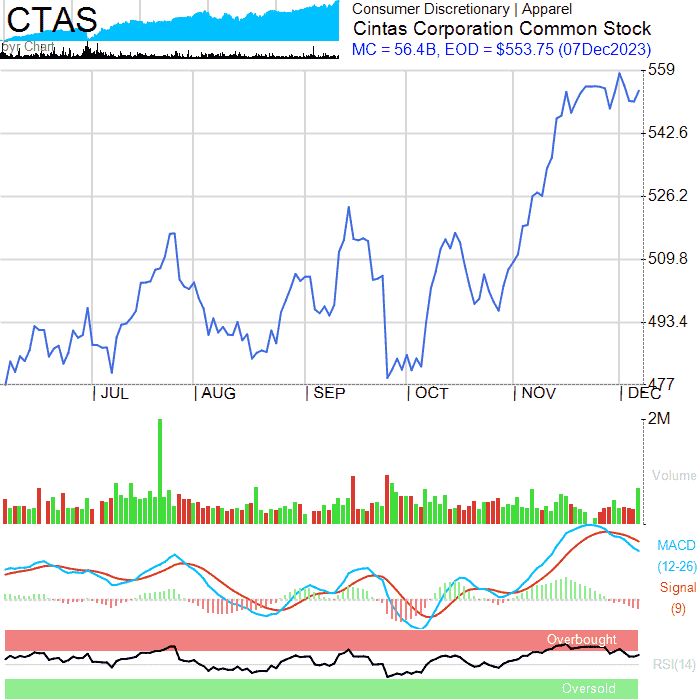 CTAS
Consumer Discretionary | Apparel
Cintas Corporation Common Stock
MC = 56.4B, EOD = $553.75 (07Dec2023)
5yr Chart
559
542.6
526.2
509.8
493.4
477
| JUL | AUG | SEP | OCT | NOV | DEC
2M
Volume
MACD
(12-26)
Signal
(9)
Overbought
RSI(14)
Oversold